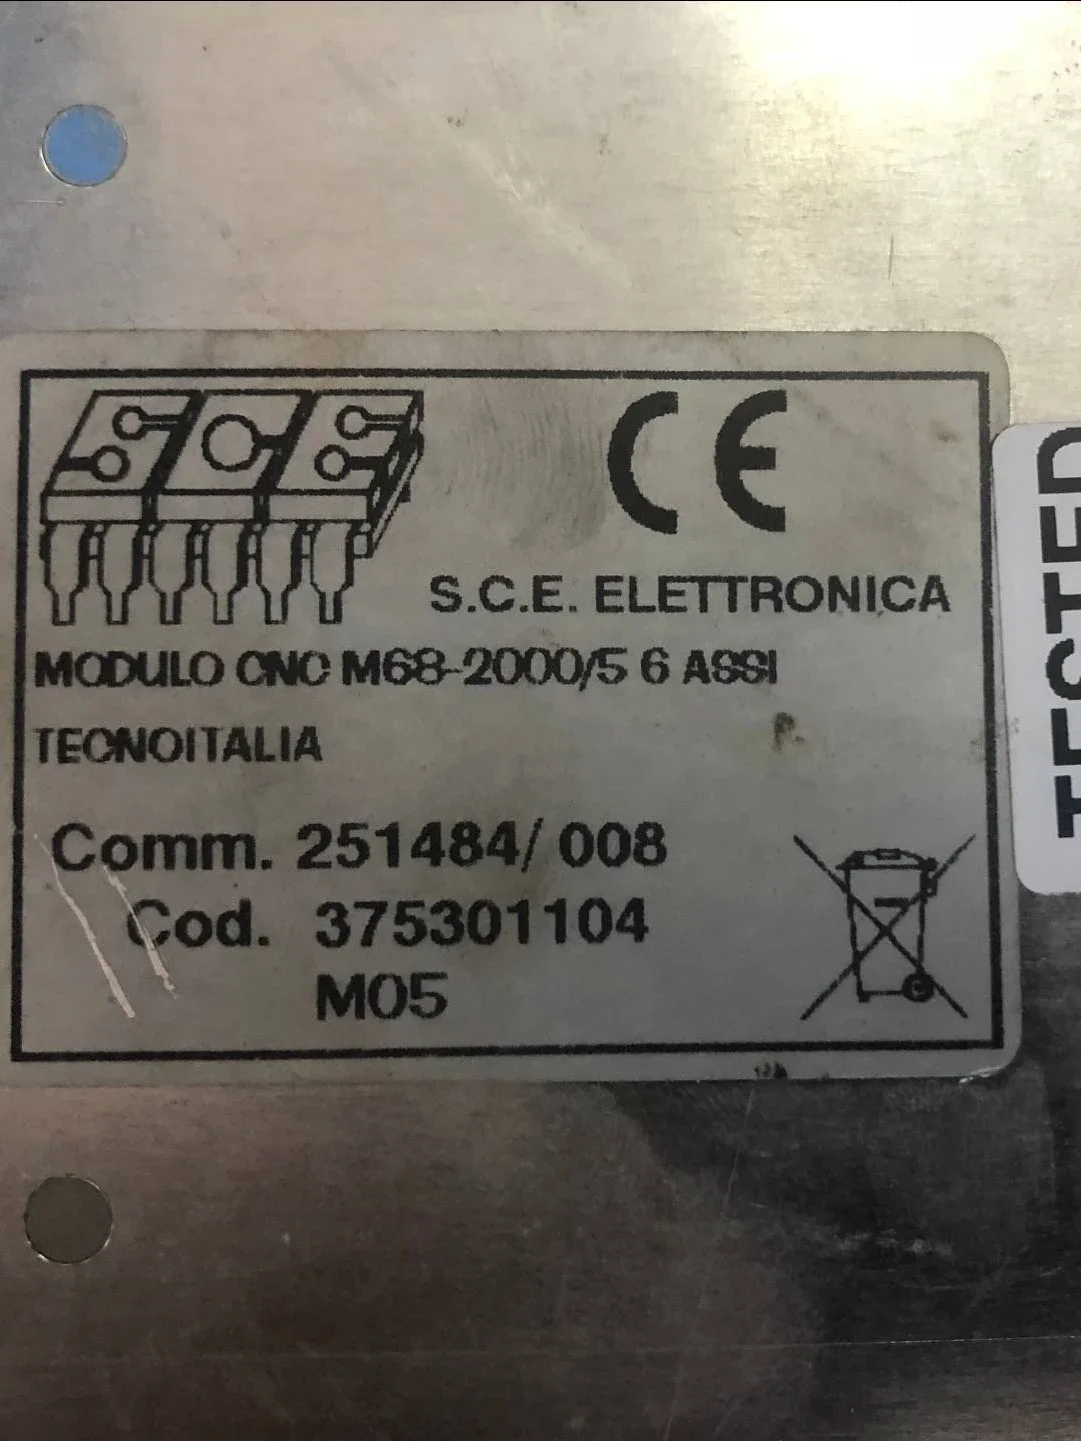 CE
S.C.E. ELETTRONICA
MODULO CNC M68-2000/5 6 ASSI
TECNOITALIA
Comm. 251484/ 008
Cod. 375301104
M05
TESTED